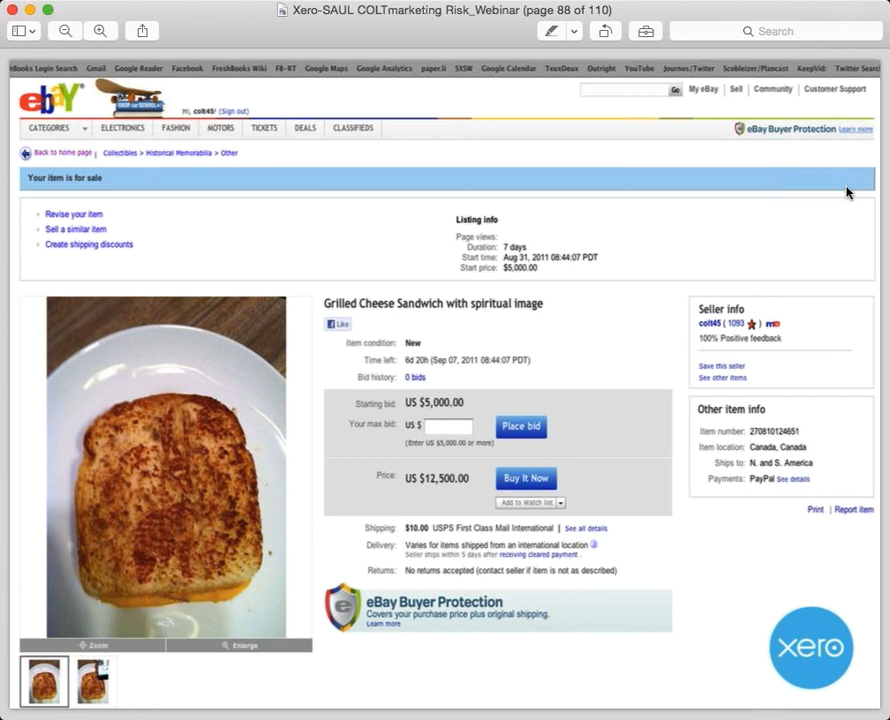 Xero-SAUL COLTmarketing Risk_Webinar (page 88 of 110)
Search
hBooks Login Search Gmail Google Reader Facebook FreshBooks Wiki FB-RT Google Maps Google Analytics paper.li SXSW Google Calendar TeuxDeux Outright YouTube Journos/Twiter Scobleizer/Plancast KeepVid: Twitter Searc
ebay
SHOP for SCHOOL
Hi, colt45! (Sign out)
Go
My eBay | Sell | Community | Customer Support
CATEGORIES ELECTRONICS FASHION MOTORS TICKETS DEALS CLASSIFIEDS
eBay Buyer Protection Learn more
Back to home page | Collectibles > Historical Memorabilia > Other
Your item is for sale
Revise your item
Sell a similar item
Create shipping discounts
Listing info
Page views:
Duration: 7 days
Start time: Aug 31, 2011 08:44:07 PDT
Start price: $5,000.00
Grilled Cheese Sandwich with spiritual image
Like
Item condition: New
Time left: 6d 20h (Sep 07, 2011 08:44:07 PDT)
Bid history: 0 bids
Starting bid: US $5,000.00
Your max bid: US $
Place bid
(Enter US $5,000.00 or more)
Price: US $12,500.00
Buy It Now
Add to Watch list
Shipping: $10.00 USPS First Class Mail International | See all details
Delivery: Varies for items shipped from an international location
Seller ships within 5 days after receiving cleared payment .
Returns: No returns accepted (contact seller if item is not as described)
eBay Buyer Protection
Covers your purchase price plus original shipping.
Learn more
Seller info
colt45 ( 1093 ) me
100% Positive feedback
Save this seller
See other items
Other item info
Item number: 270810124651
Item location: Canada, Canada
Ships to: N. and S. America
Payments: PayPal See details
Print | Report item
Zoom
Enlarge
xero